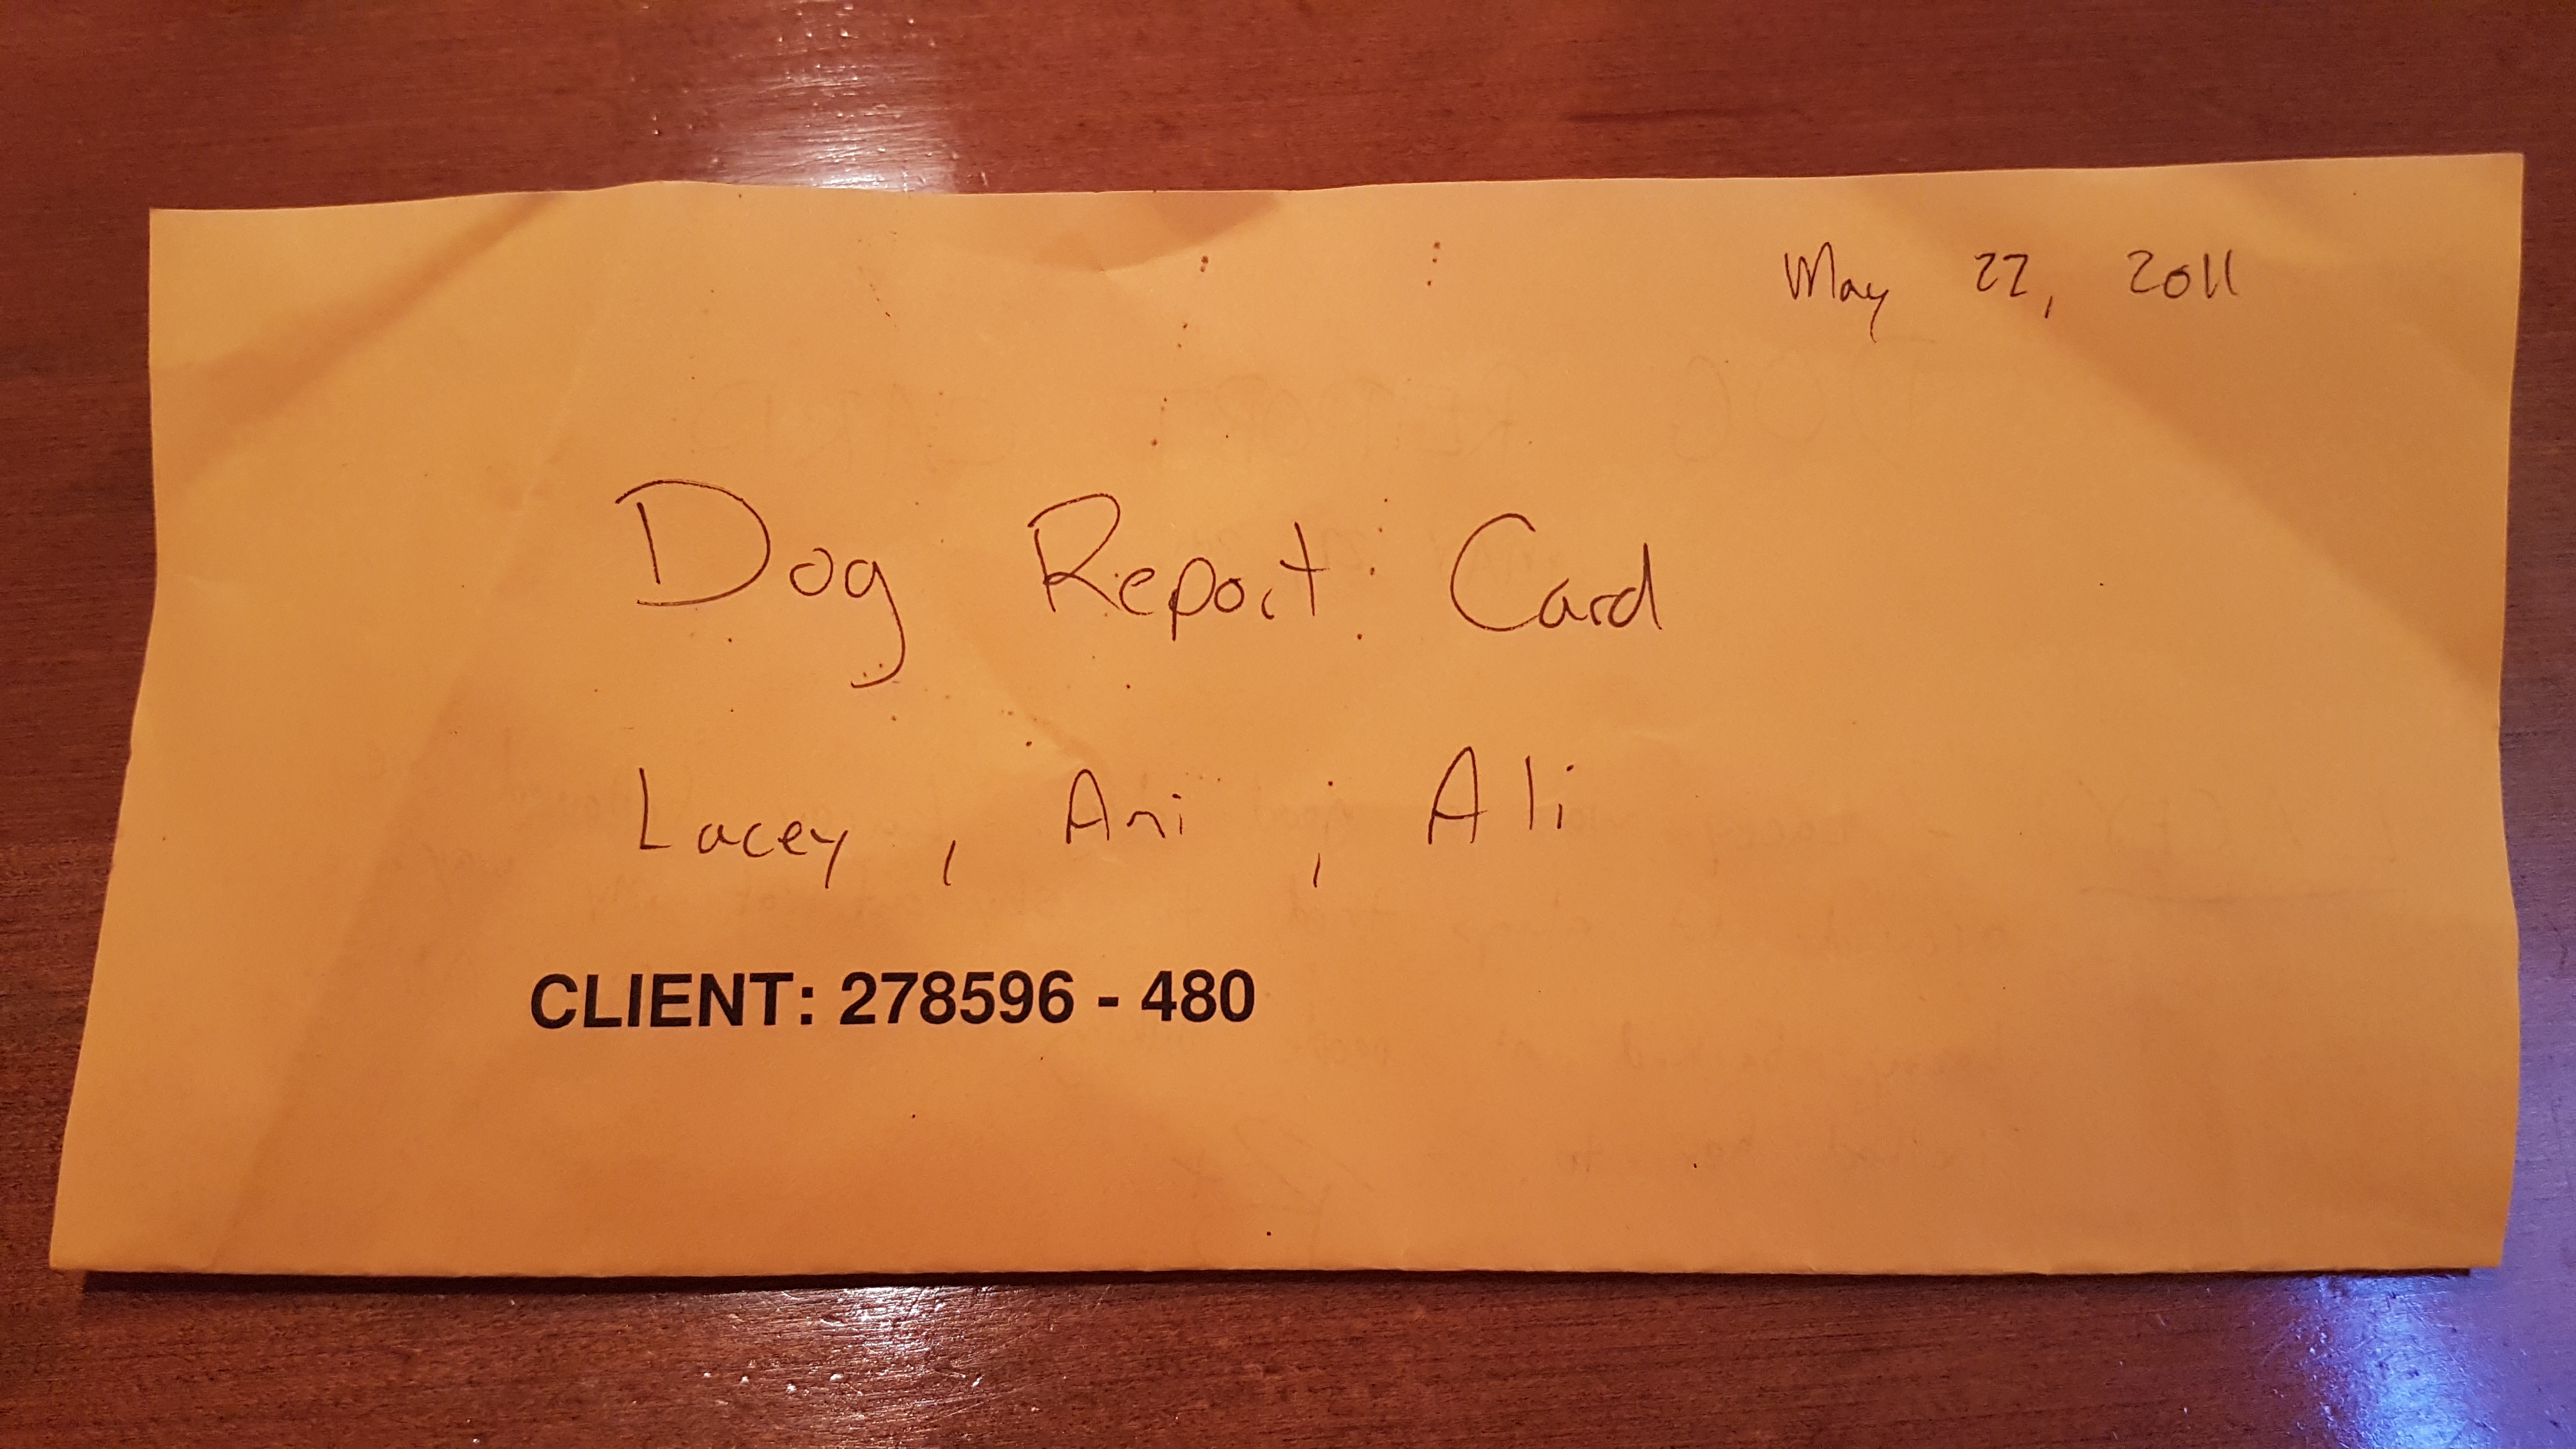 May 22, 2011
Dog Report Card
Lacey, Ani, Ali
CLIENT: 278596 - 480